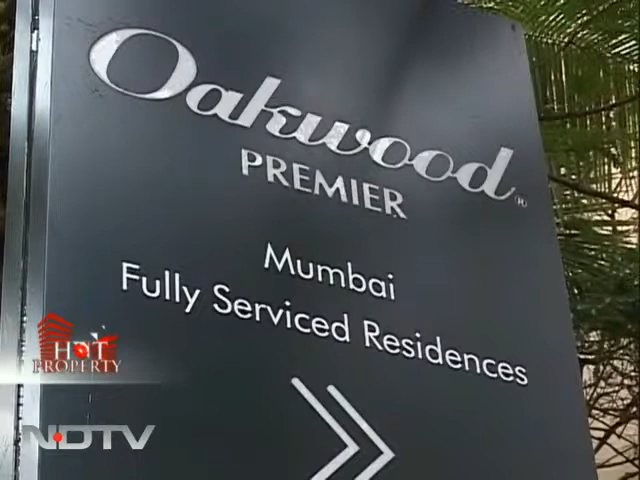 Oakwood®
PREMIER
Mumbai
Fully Serviced Residences
HOT
PROPERTY
NDTV